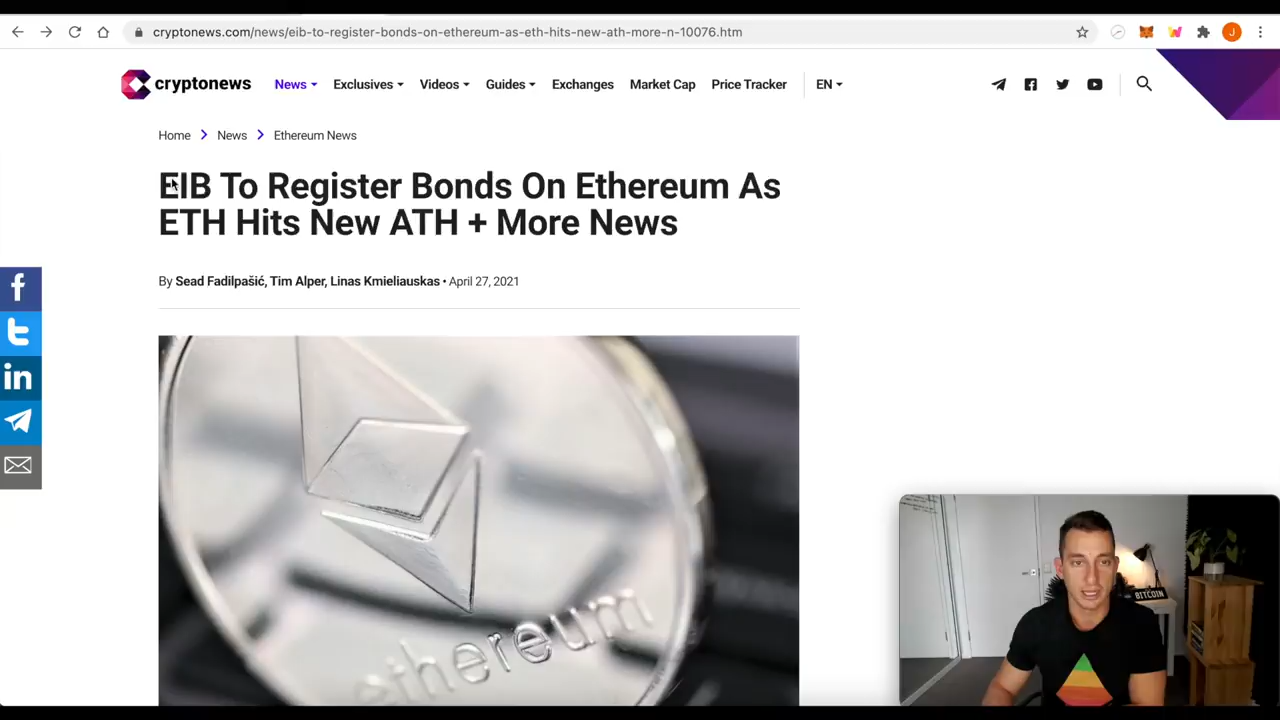 cryptonews.com/news/eib-to-register-bonds-on-ethereum-as-eth-hits-new-ath-more-n-10076.htm
J
cryptonews
News
Exclusives
Videos
Guides
Exchanges
Market Cap
Price Tracker
EN
Home
News
Ethereum News
EIB To Register Bonds On Ethereum As
ETH Hits New ATH + More News
By Sead Fadilpašić, Tim Alper, Linas Kmieliauskas • April 27, 2021
ethereum
BITCOIN